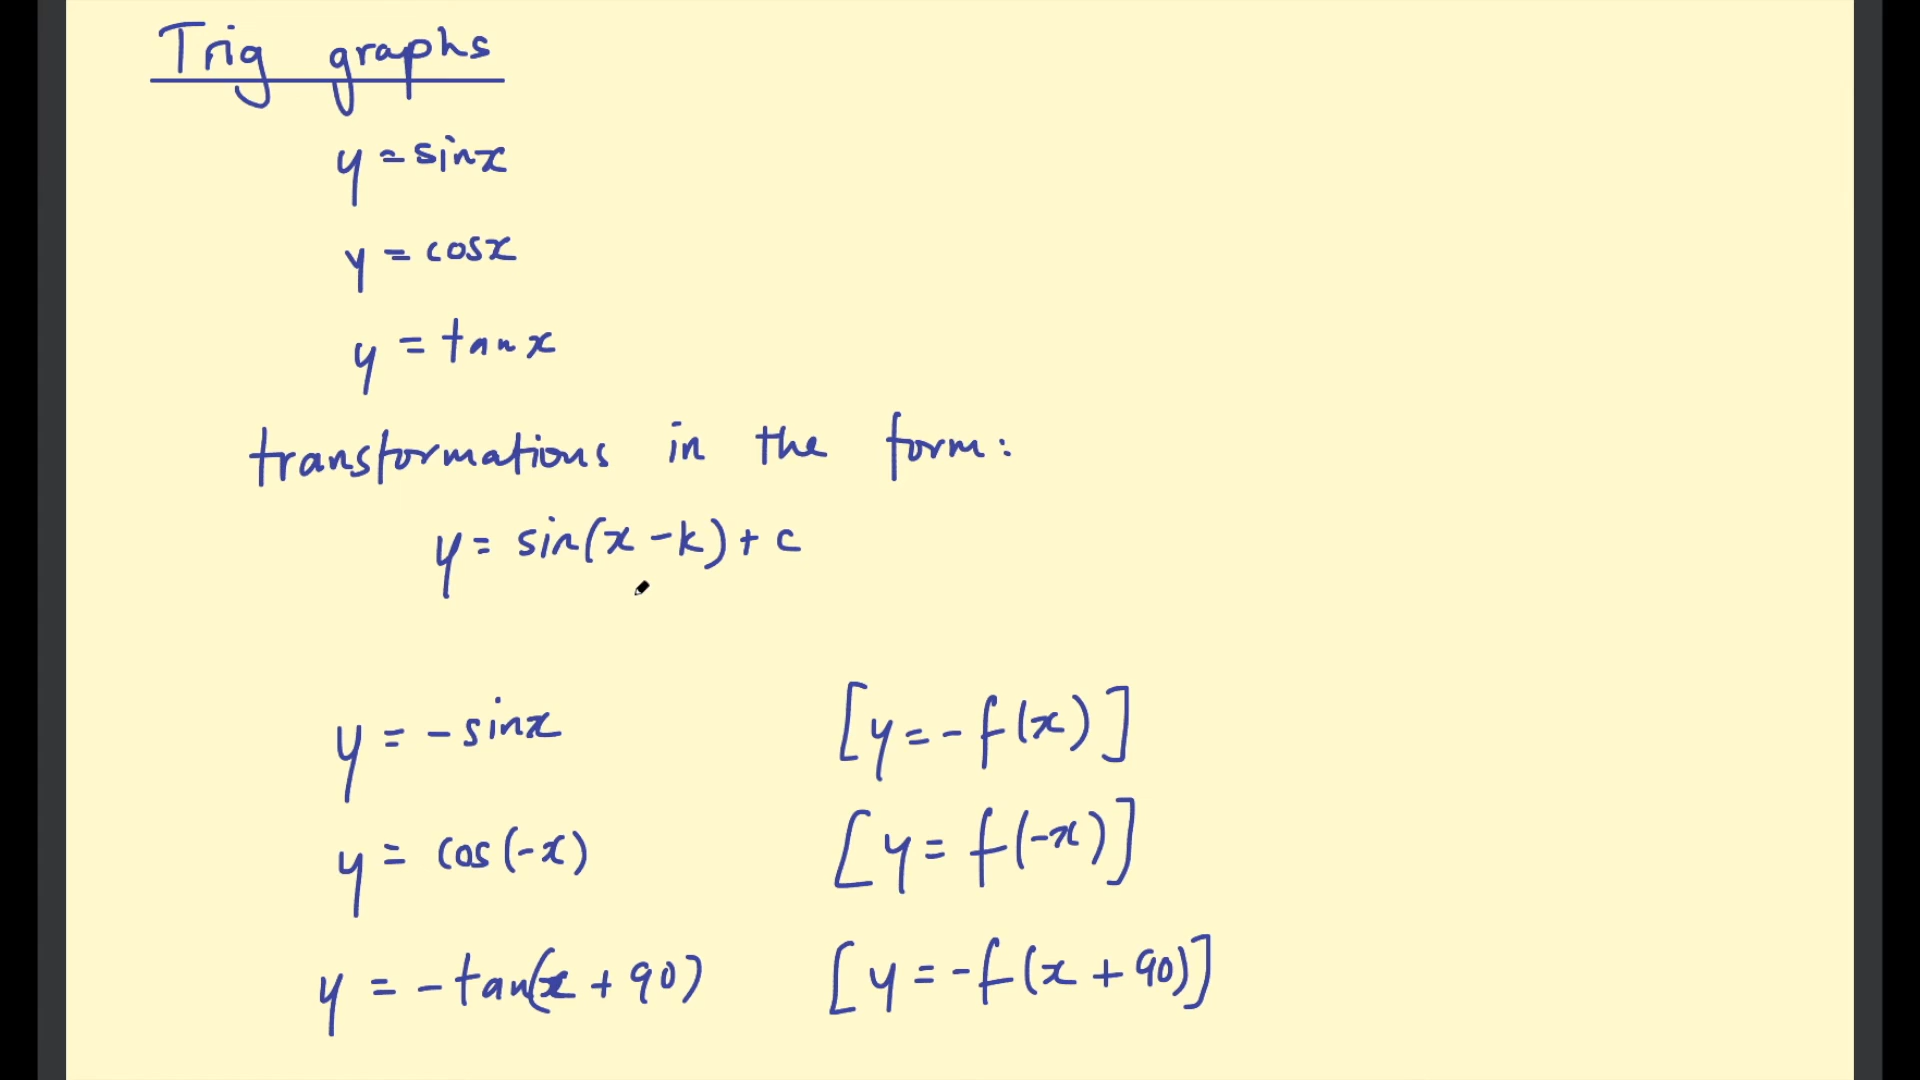 Trig graphs
y = sinx
y = cosx
y = tanx
transformations in the form:
y = sin(x - k) + c
y = - sinx [y = - f(x)]
y = cos(-x) [y = f(-x)]
y = - tan(x + 90) [y = -f(x + 90)]